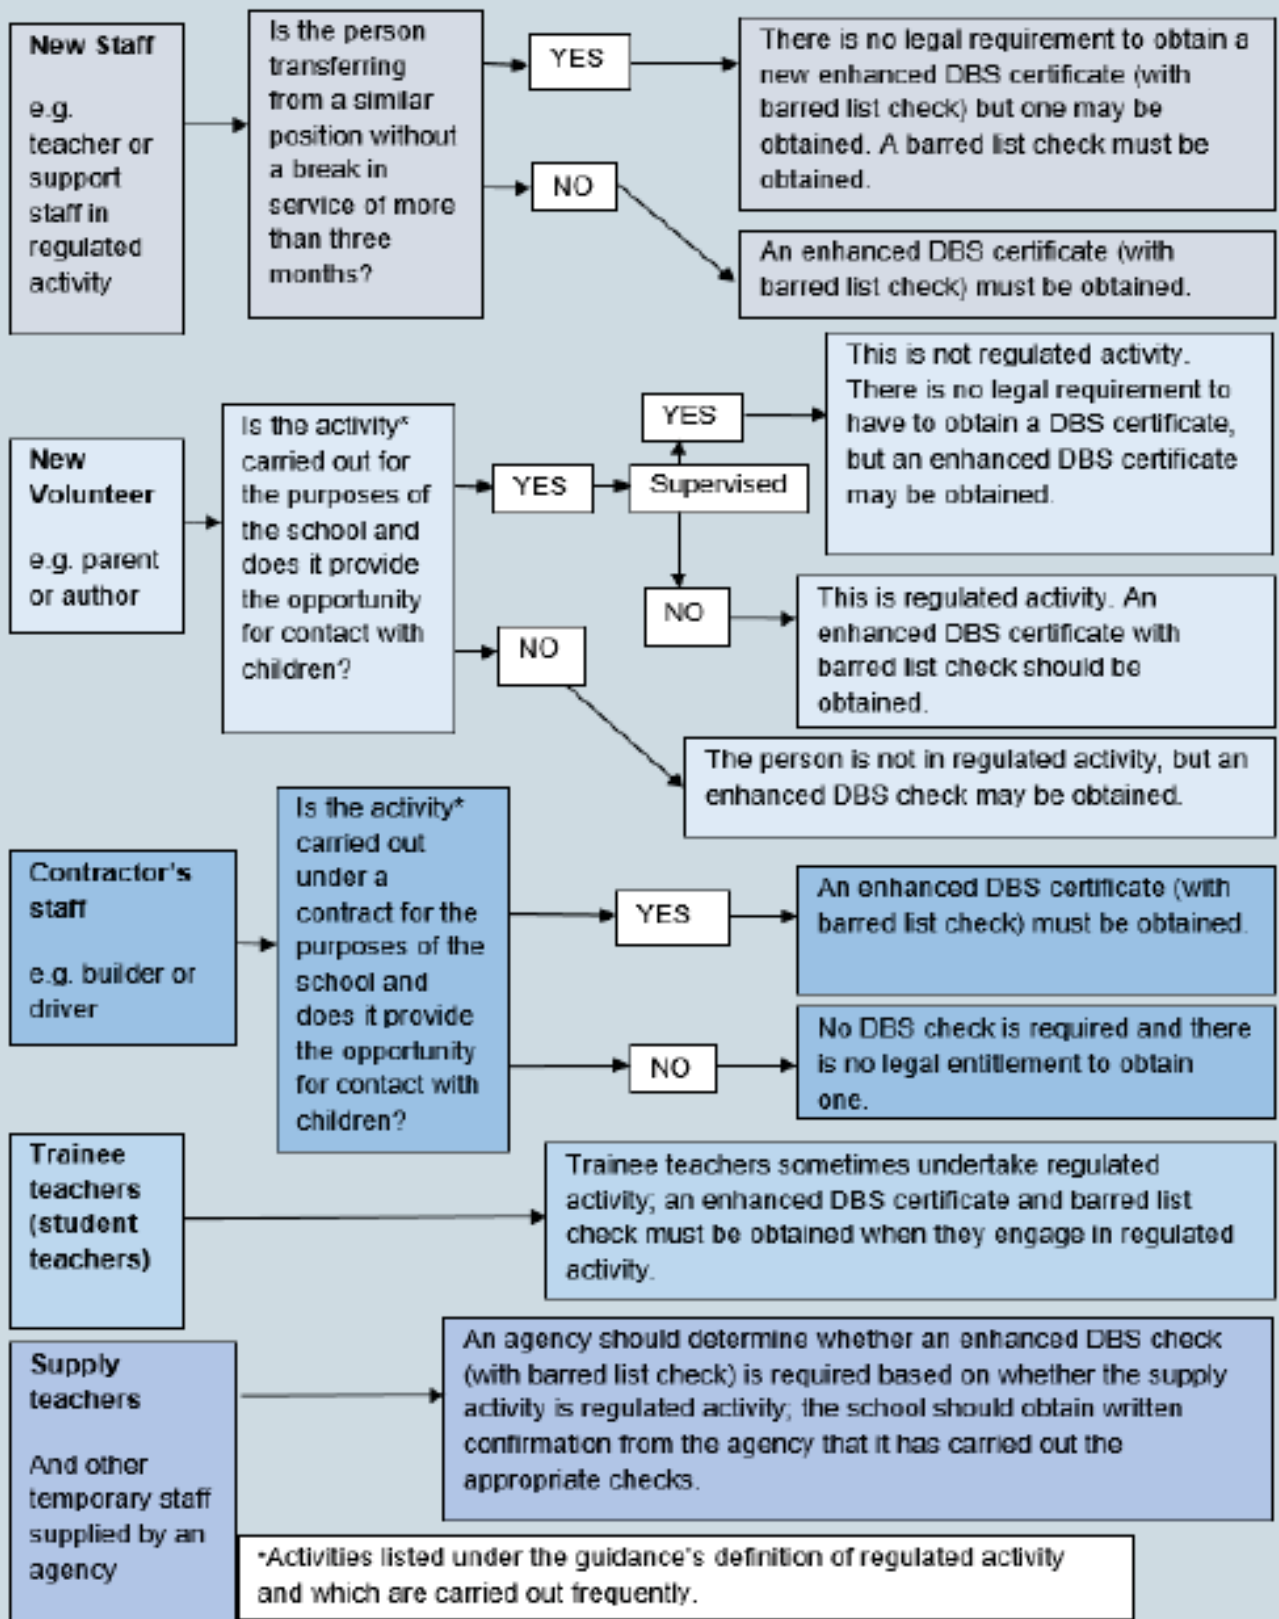 New Staff
e.g.
teacher or
support
staff in
regulated
activity
Is the person
transferring
from a similar
position without
a break in
service of more
than three
months?
YES
There is no legal requirement to obtain a
new enhanced DBS certificate (with
barred list check) but one may be
obtained. A barred list check must be
obtained.
NO
An enhanced DBS certificate (with
barred list check) must be obtained.
New
Volunteer
e.g. parent
or author
Is the activity*
carried out for
the purposes of
the school and
does it provide
the opportunity
for contact with
children?
YES
Supervised
YES
This is not regulated activity.
There is no legal requirement to
have to obtain a DBS certificate,
but an enhanced DBS certificate
may be obtained.
NO
This is regulated activity. An
enhanced DBS certificate with
barred list check should be
obtained.
NO
The person is not in regulated activity, but an
enhanced DBS check may be obtained.
Contractor's
staff
e.g. builder or
driver
Is the activity*
carried out
under a
contract for the
purposes of the
school and
does it provide
the opportunity
for contact with
children?
YES
An enhanced DBS certificate (with
barred list check) must be obtained.
NO
No DBS check is required and there
is no legal entitlement to obtain
one.
Trainee
teachers
(student
teachers)
Trainee teachers sometimes undertake regulated
activity; an enhanced DBS certificate and barred list
check must be obtained when they engage in regulated
activity.
Supply
teachers
And other
temporary staff
supplied by an
agency
An agency should determine whether an enhanced DBS check
(with barred list check) is required based on whether the supply
activity is regulated activity; the school should obtain written
confirmation from the agency that it has carried out the
appropriate checks.
*Activities listed under the guidance's definition of regulated activity
and which are carried out frequently.